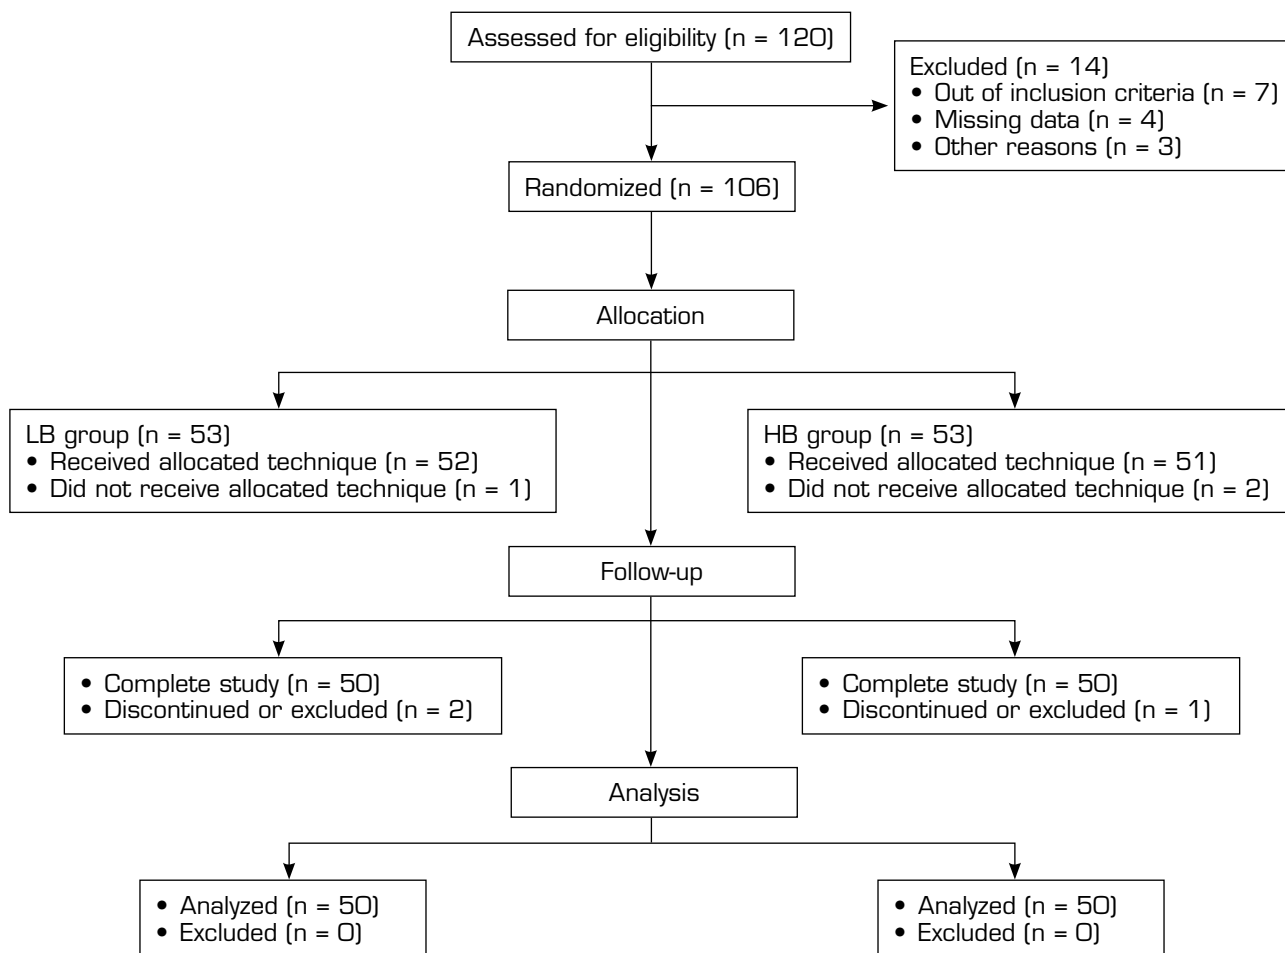 Assessed for eligibility (n = 120)
Excluded (n = 14)
• Out of inclusion criteria (n = 7)
• Missing data (n = 4)
• Other reasons (n = 3)
Randomized (n = 106)
Allocation
LB group (n = 53)
• Received allocated technique (n = 52)
• Did not receive allocated technique (n = 1)
HB group (n = 53)
• Received allocated technique (n = 51)
• Did not receive allocated technique (n = 2)
Follow-up
• Complete study (n = 50)
• Discontinued or excluded (n = 2)
• Complete study (n = 50)
• Discontinued or excluded (n = 1)
Analysis
• Analyzed (n = 50)
• Excluded (n = 0)
• Analyzed (n = 50)
• Excluded (n = 0)